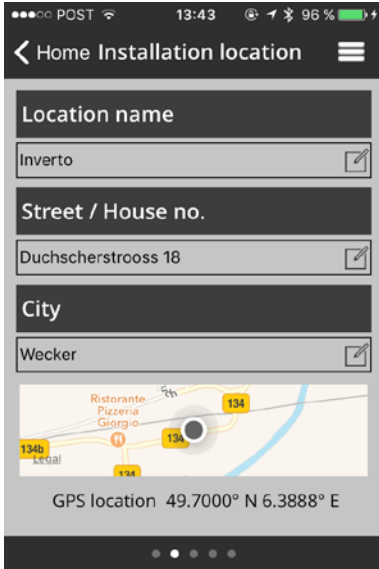 POST 13:43 96 %
Home Installation location
Location name
Inverto
Street / House no.
Duchscherstrooss 18
City
Wecker
Ristorante
Pizzeria
Giorgio
134
134
134b
Legal
134
GPS location 49.7000° N 6.3888° E